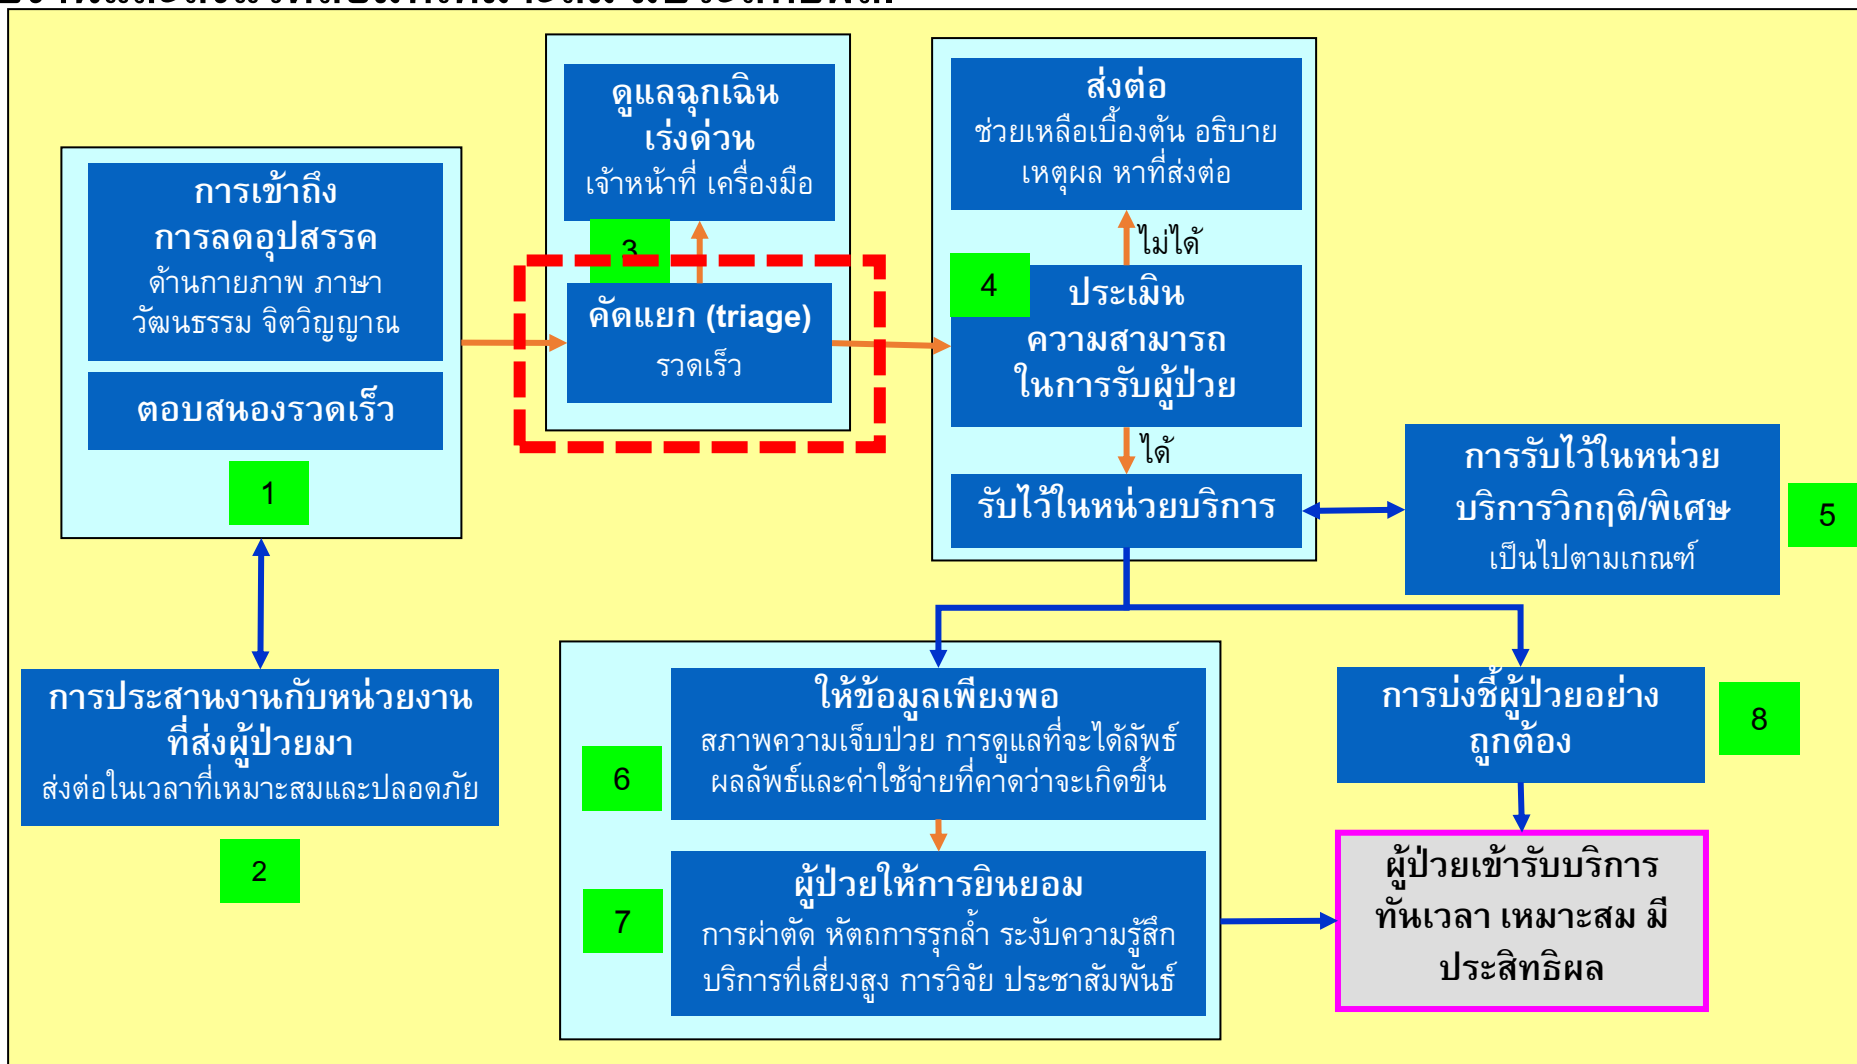 การเข้าถึง
การลดอุปสรรค
ด้านกายภาพ ภาษา
วัฒนธรรม จิตวิญญาณ
ตอบสนองรวดเร็ว
1
การประสานงานกับหน่วยงาน
ที่ส่งผู้ป่วยมา
ส่งต่อในเวลาที่เหมาะสมและปลอดภัย
2
ดูแลฉุกเฉิน
เร่งด่วน
เจ้าหน้าที่ เครื่องมือ
3
คัดแยก (triage)
รวดเร็ว
ส่งต่อ
ช่วยเหลือเบื้องต้น อธิบาย
เหตุผล หาที่ส่งต่อ
ไม่ได้
4
ประเมิน
ความสามารถ
ในการรับผู้ป่วย
ได้
รับไว้ในหน่วยบริการ
การรับไว้ในหน่วย
บริการวิกฤติ/พิเศษ
เป็นไปตามเกณฑ์
5
ให้ข้อมูลเพียงพอ
สภาพความเจ็บป่วย การดูแลที่จะได้ลัพธ์
ผลลัพธ์และค่าใช้จ่ายที่คาดว่าจะเกิดขึ้น
6
ผู้ป่วยให้การยินยอม
การผ่าตัด หัตถการรุกล้ำ ระงับความรู้สึก
บริการที่เสี่ยงสูง การวิจัย ประชาสัมพันธ์
7
การบ่งชี้ผู้ป่วยอย่าง
ถูกต้อง
8
ผู้ป่วยเข้ารับบริการ
ทันเวลา เหมาะสม มี
ประสิทธิผล